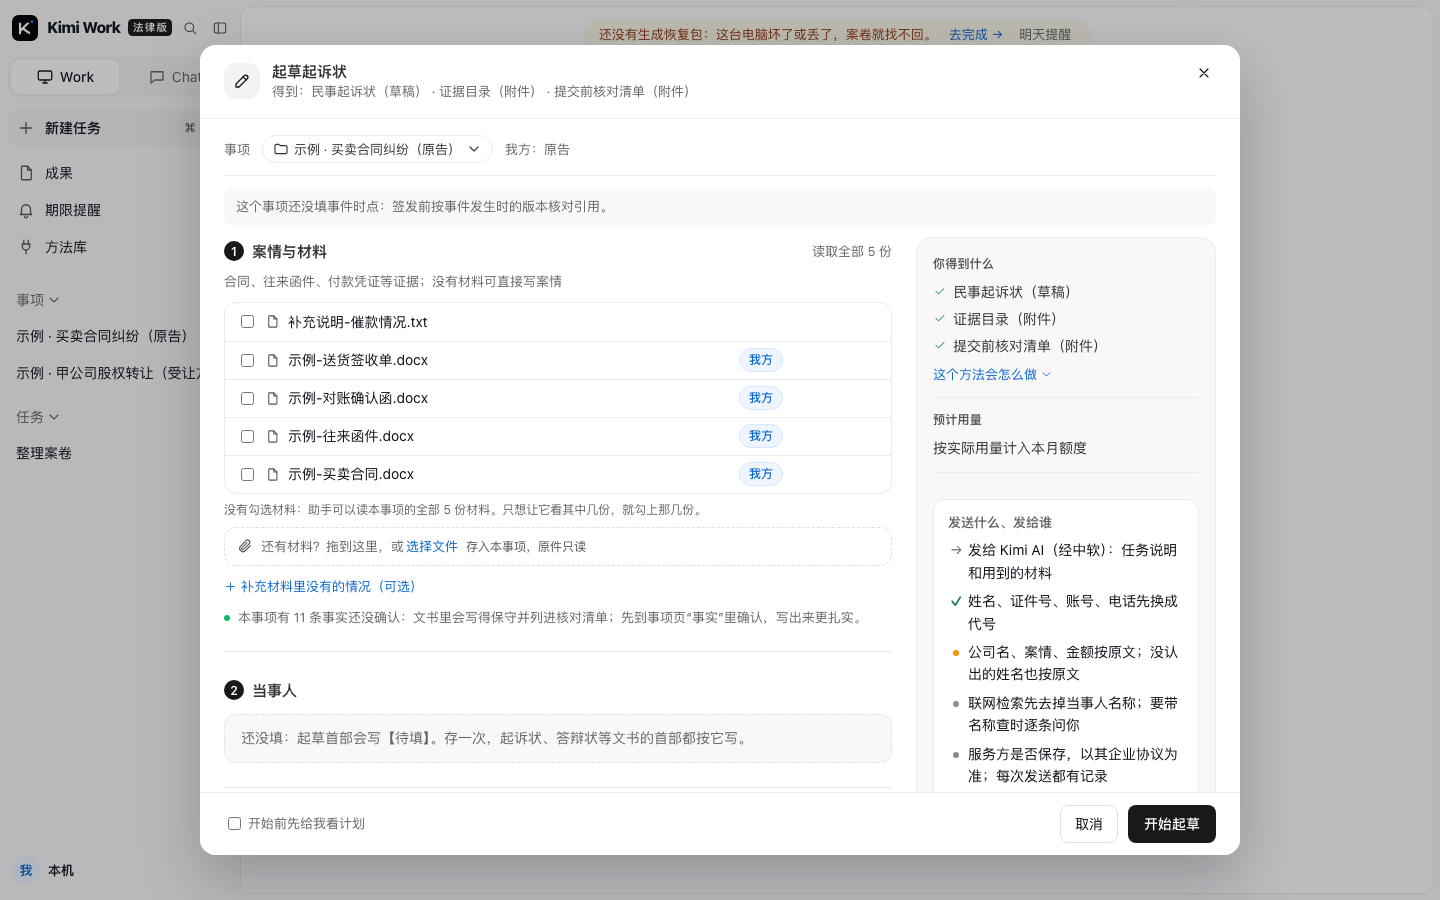 Kimi Work 法律版
还没有生成恢复包：这台电脑坏了或丢了，案卷就找不回。 去完成 → 明天提醒
Work
Chat
新建任务 ⌘
成果
期限提醒
方法库
事项
示例 · 买卖合同纠纷（原告）
示例 · 甲公司股权转让（受让
任务
整理案卷
我 本机
起草起诉状
得到：民事起诉状（草稿） · 证据目录（附件） · 提交前核对清单（附件）
事项 示例 · 买卖合同纠纷（原告） 我方：原告
这个事项还没填事件时点：签发前按事件发生时的版本核对引用。
1 案情与材料 读取全部 5 份
合同、往来函件、付款凭证等证据；没有材料可直接写案情
补充说明-催款情况.txt
示例-送货签收单.docx 我方
示例-对账确认函.docx 我方
示例-往来函件.docx 我方
示例-买卖合同.docx 我方
没有勾选材料：助手可以读本事项的全部 5 份材料。只想让它看其中几份，就勾上那几份。
还有材料？拖到这里，或 选择文件 存入本事项，原件只读
+ 补充材料里没有的情况（可选）
本事项有 11 条事实还没确认：文书里会写得保守并列进核对清单；先到事项页“事实”里确认，写出来更扎实。
2 当事人
还没填：起草首部会写【待填】。存一次，起诉状、答辩状等文书的首部都按它写。
你得到什么
民事起诉状（草稿）
证据目录（附件）
提交前核对清单（附件）
这个方法会怎么做
预计用量
按实际用量计入本月额度
发送什么、发给谁
→ 发给 Kimi AI（经中软）：任务说明
和用到的材料
姓名、证件号、账号、电话先换成
代号
公司名、案情、金额按原文；没认
出的姓名也按原文
联网检索先去掉当事人名称；要带
名称查时逐条问你
服务方是否保存，以其企业协议为
准；每次发送都有记录
开始前先给我看计划
取消
开始起草